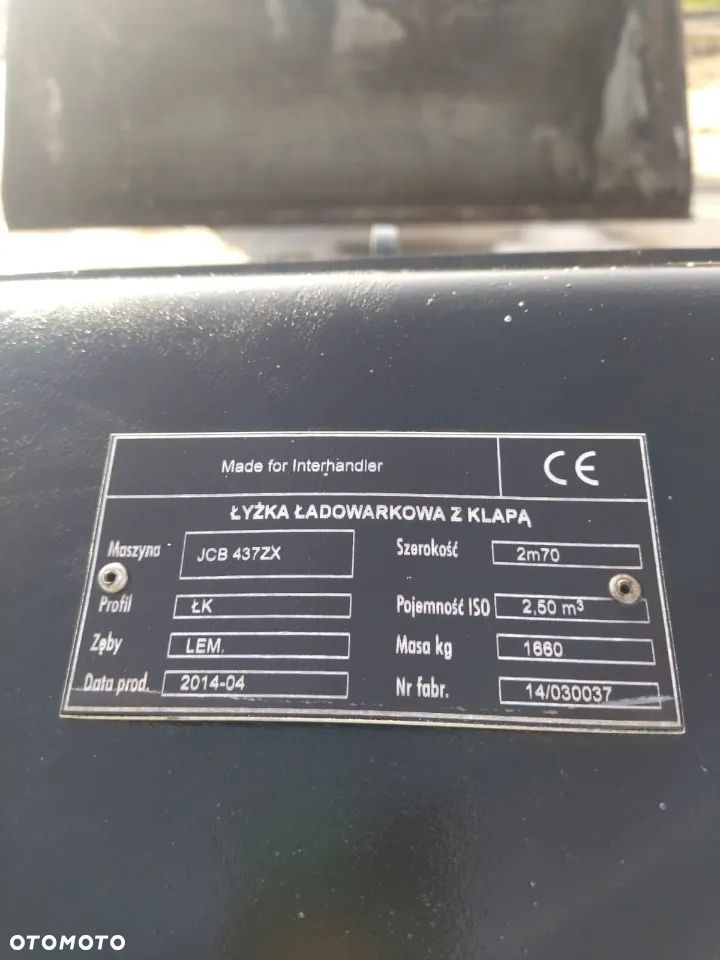 Made for Interhandler CE
ŁYŻKA ŁADOWARKOWA Z KLAPĄ
Maszyna JCB 437ZX Szerokość 2m70
Profil ŁK Pojemność ISO 2,50 m³
Zęby LEM. Masa kg 1660
Data prod. 2014-04 Nr fabr. 14/030037
OTOMOTO